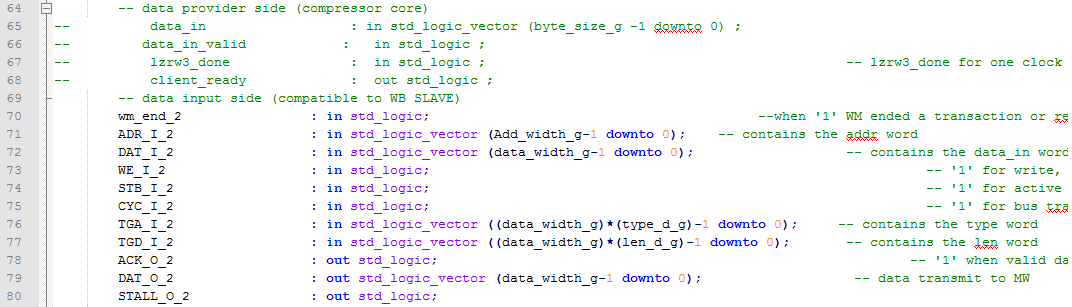 64 -- data provider side (compressor core)
65 -- data_in : in std_logic_vector (byte_size_g -1 downto 0) ;
66 -- data_in_valid : in std_logic ;
67 -- lzrw3_done : in std_logic ; -- lzrw3_done for one clock
68 -- client_ready : out std_logic ;
69 -- data input side (compatible to WB SLAVE)
70 wm_end_2 : in std_logic; --when '1' WM ended a transaction or re
71 ADR_I_2 : in std_logic_vector (Add_width_g-1 downto 0); -- contains the addr word
72 DAT_I_2 : in std_logic_vector (data_width_g-1 downto 0); -- contains the data_in word
73 WE_I_2 : in std_logic; -- '1' for write,
74 STB_I_2 : in std_logic; -- '1' for active
75 CYC_I_2 : in std_logic; -- '1' for bus tra
76 TGA_I_2 : in std_logic_vector ((data_width_g)*(type_d_g)-1 downto 0); -- contains the type word
77 TGD_I_2 : in std_logic_vector ((data_width_g)*(len_d_g)-1 downto 0); -- contains the len word
78 ACK_O_2 : out std_logic; -- '1' when valid da
79 DAT_O_2 : out std_logic_vector (data_width_g-1 downto 0); -- data transmit to MW
80 STALL_O_2 : out std_logic;